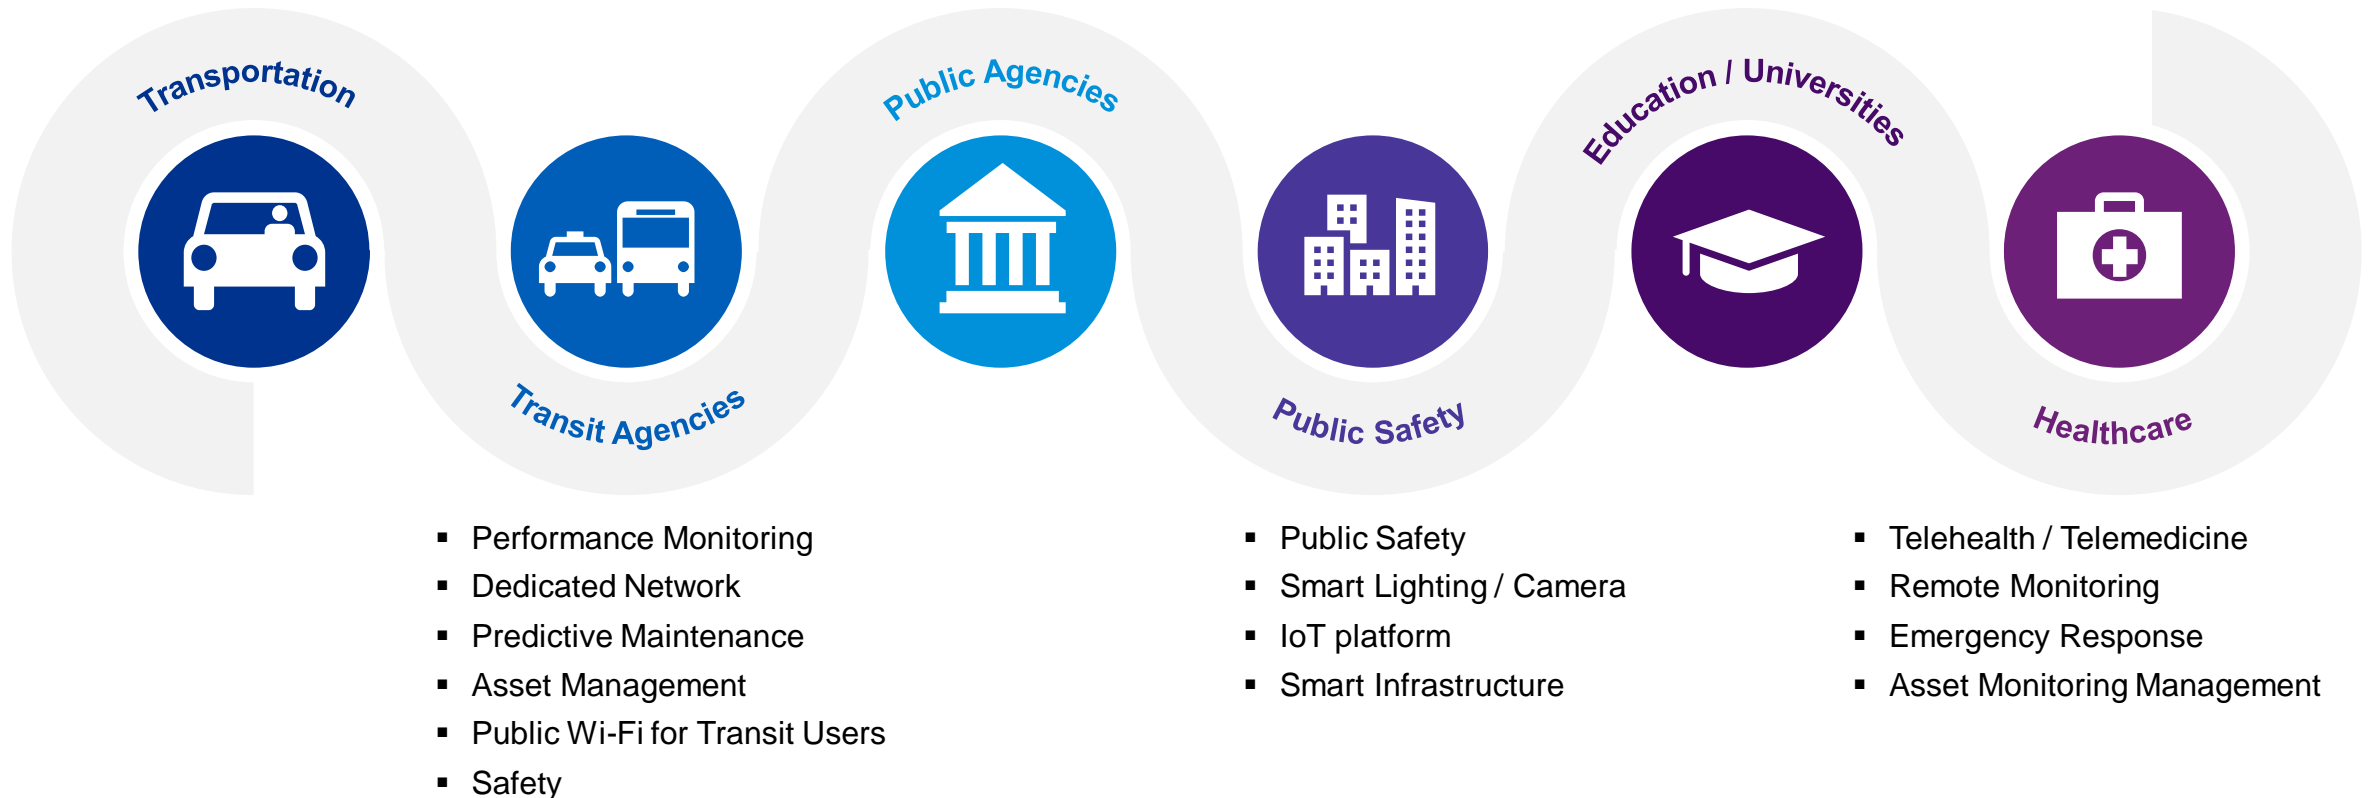 Transportation
Transit Agencies
Public Agencies
Public Safety
Education / Universities
Healthcare
▪ Performance Monitoring
▪ Dedicated Network
▪ Predictive Maintenance
▪ Asset Management
▪ Public Wi-Fi for Transit Users
▪ Safety
▪ Public Safety
▪ Smart Lighting / Camera
▪ IoT platform
▪ Smart Infrastructure
▪ Telehealth / Telemedicine
▪ Remote Monitoring
▪ Emergency Response
▪ Asset Monitoring Management